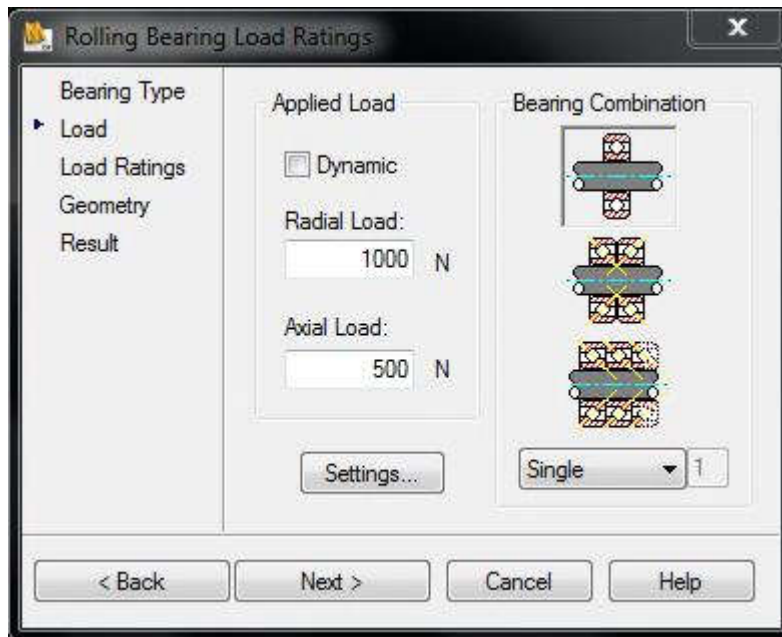 Rolling Bearing Load Ratings
x
Bearing Type
Load
Load Ratings
Geometry
Result
Applied Load
Dynamic
Radial Load:
1000 N
Axial Load:
500 N
Settings...
Bearing Combination
Single 1
< Back Next > Cancel Help